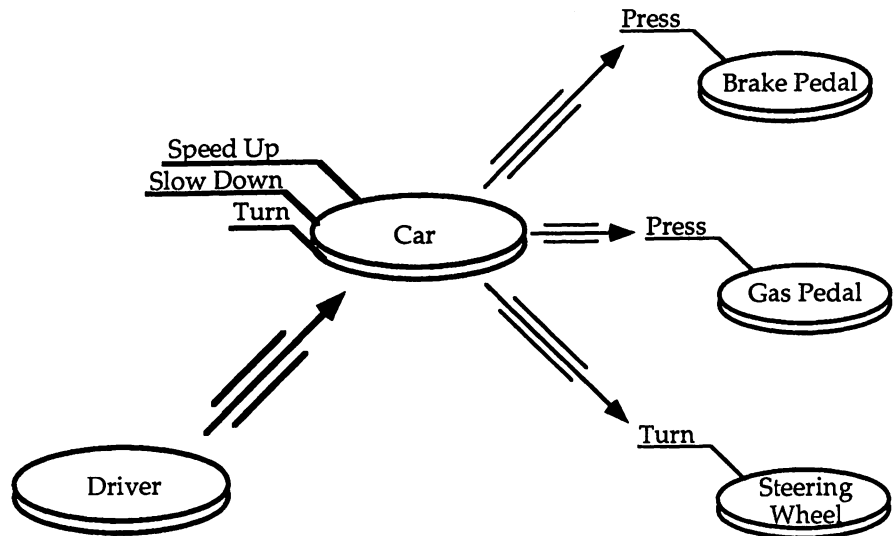 Press
Brake Pedal
Speed Up
Slow Down
Turn
Car
Press
Gas Pedal
Turn
Driver
Steering
Wheel